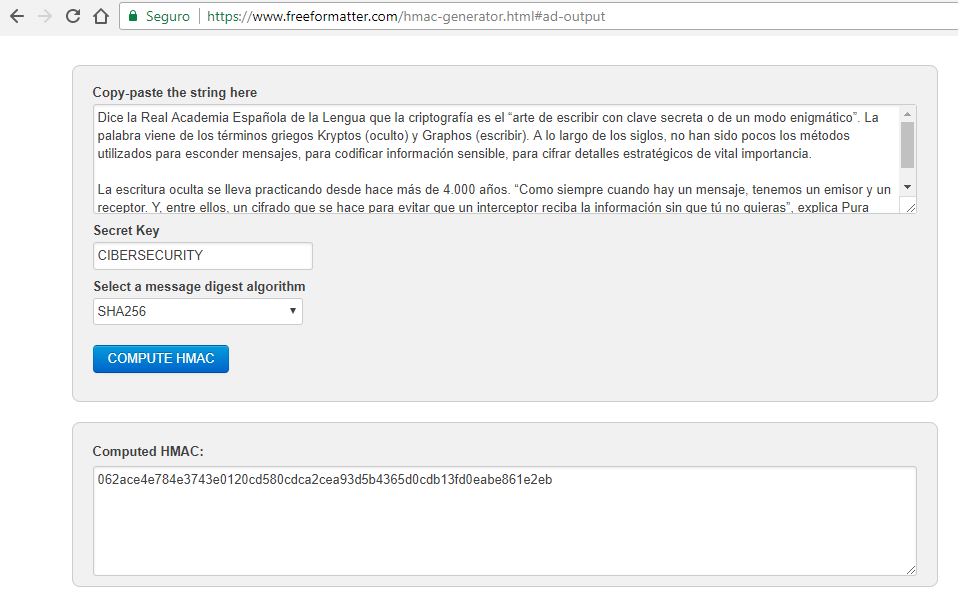 Seguro https://www.freeformatter.com/hmac-generator.html#ad-output
Copy-paste the string here
Dice la Real Academia Española de la Lengua que la criptografía es el “arte de escribir con clave secreta o de un modo enigmático”. La
palabra viene de los términos griegos Kryptos (oculto) y Graphos (escribir). A lo largo de los siglos, no han sido pocos los métodos
utilizados para esconder mensajes, para codificar información sensible, para cifrar detalles estratégicos de vital importancia.
La escritura oculta se lleva practicando desde hace más de 4.000 años. “Como siempre cuando hay un mensaje, tenemos un emisor y un
receptor. Y, entre ellos, un cifrado que se hace para evitar que un interceptor reciba la información sin que tú no quieras”, explica Pura
Secret Key
CIBERSECURITY
Select a message digest algorithm
SHA256
COMPUTE HMAC
Computed HMAC:
062ace4e784e3743e0120cd580cdca2cea93d5b4365d0cdb13fd0eabe861e2eb